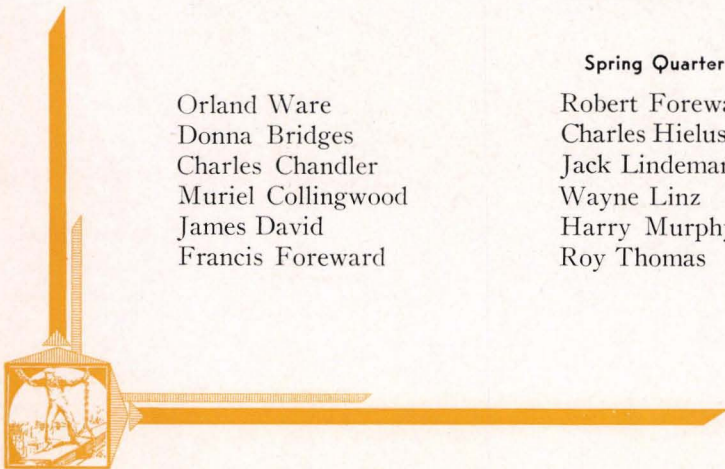 Spring Quarter
Orland Ware
Donna Bridges
Charles Chandler
Muriel Collingwood
James David
Francis Foreward
Robert
Charles Hielus
Jack
Wayne Linz
Harry
Roy Thomas